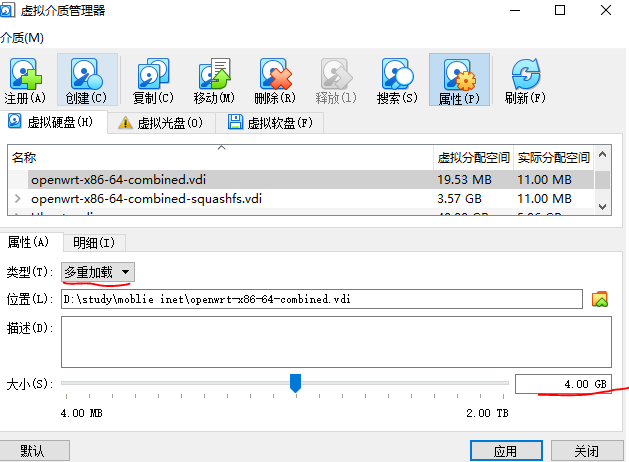 虚拟介质管理器
介质(M)
注册(A) 创建(C) 复制(C) 移动(M) 删除(R) 释放(l) 搜索(S) 属性(P) 刷新(F)
虚拟硬盘(H) 虚拟光盘(O) 虚拟软盘(F)
名称 虚拟分配空间 实际分配空间
openwrt-x86-64-combined.vdi 19.53 MB 11.00 MB
openwrt-x86-64-combined-squashfs.vdi 3.57 GB 11.00 MB
属性(A) 明细(I)
类型(T): 多重加载
位置(L): D:\study\moblie inet\openwrt-x86-64-combined.vdi
描述(D):
大小(S): 4.00 GB
4.00 MB 2.00 TB
默认 应用 关闭